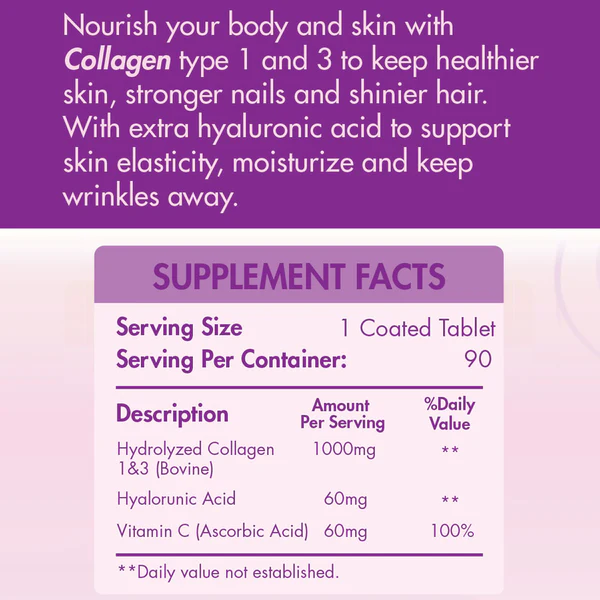 Nourish your body and skin with
Collagen type 1 and 3 to keep healthier
skin, stronger nails and shinier hair.
With extra hyaluronic acid to support
skin elasticity, moisturize and keep
wrinkles away.
SUPPLEMENT FACTS
Serving Size 1 Coated Tablet
Serving Per Container: 90
Description Amount Per Serving %Daily Value
Hydrolyzed Collagen 1000mg **
1&3 (Bovine)
Hyalorunic Acid 60mg **
Vitamin C (Ascorbic Acid) 60mg 100%
**Daily value not established.